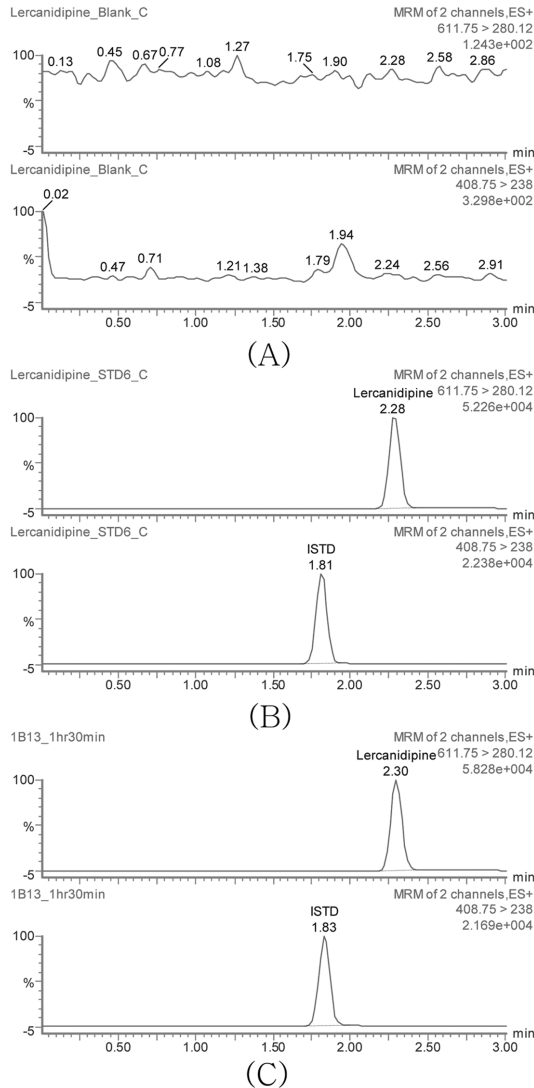 Lercanidipine_Blank_C MRM of 2 channels,ES+
611.75 > 280.12
1.243e+002
100 0.13 0.45 0.67 0.77 1.08 1.27 1.75 1.90 2.28 2.58 2.86
%
-5 min
Lercanidipine_Blank_C MRM of 2 channels,ES+
408.75 > 238
3.298e+002
100 0.02 0.47 0.71 1.21 1.38 1.79 1.94 2.24 2.56 2.91
%
-5 min
0.50 1.00 1.50 2.00 2.50 3.00
(A)
Lercanidipine_STD6_C MRM of 2 channels,ES+
Lercanidipine 611.75 > 280.12
2.28 5.226e+004
100
%
-5 min
Lercanidipine_STD6_C MRM of 2 channels,ES+
ISTD 408.75 > 238
1.81 2.238e+004
100
%
-5 min
0.50 1.00 1.50 2.00 2.50 3.00
(B)
1B13_1hr30min MRM of 2 channels,ES+
Lercanidipine 611.75 > 280.12
2.30 5.828e+004
100
%
-5 min
1B13_1hr30min MRM of 2 channels,ES+
ISTD 408.75 > 238
1.83 2.169e+004
100
%
-5 min
0.50 1.00 1.50 2.00 2.50 3.00
(C)